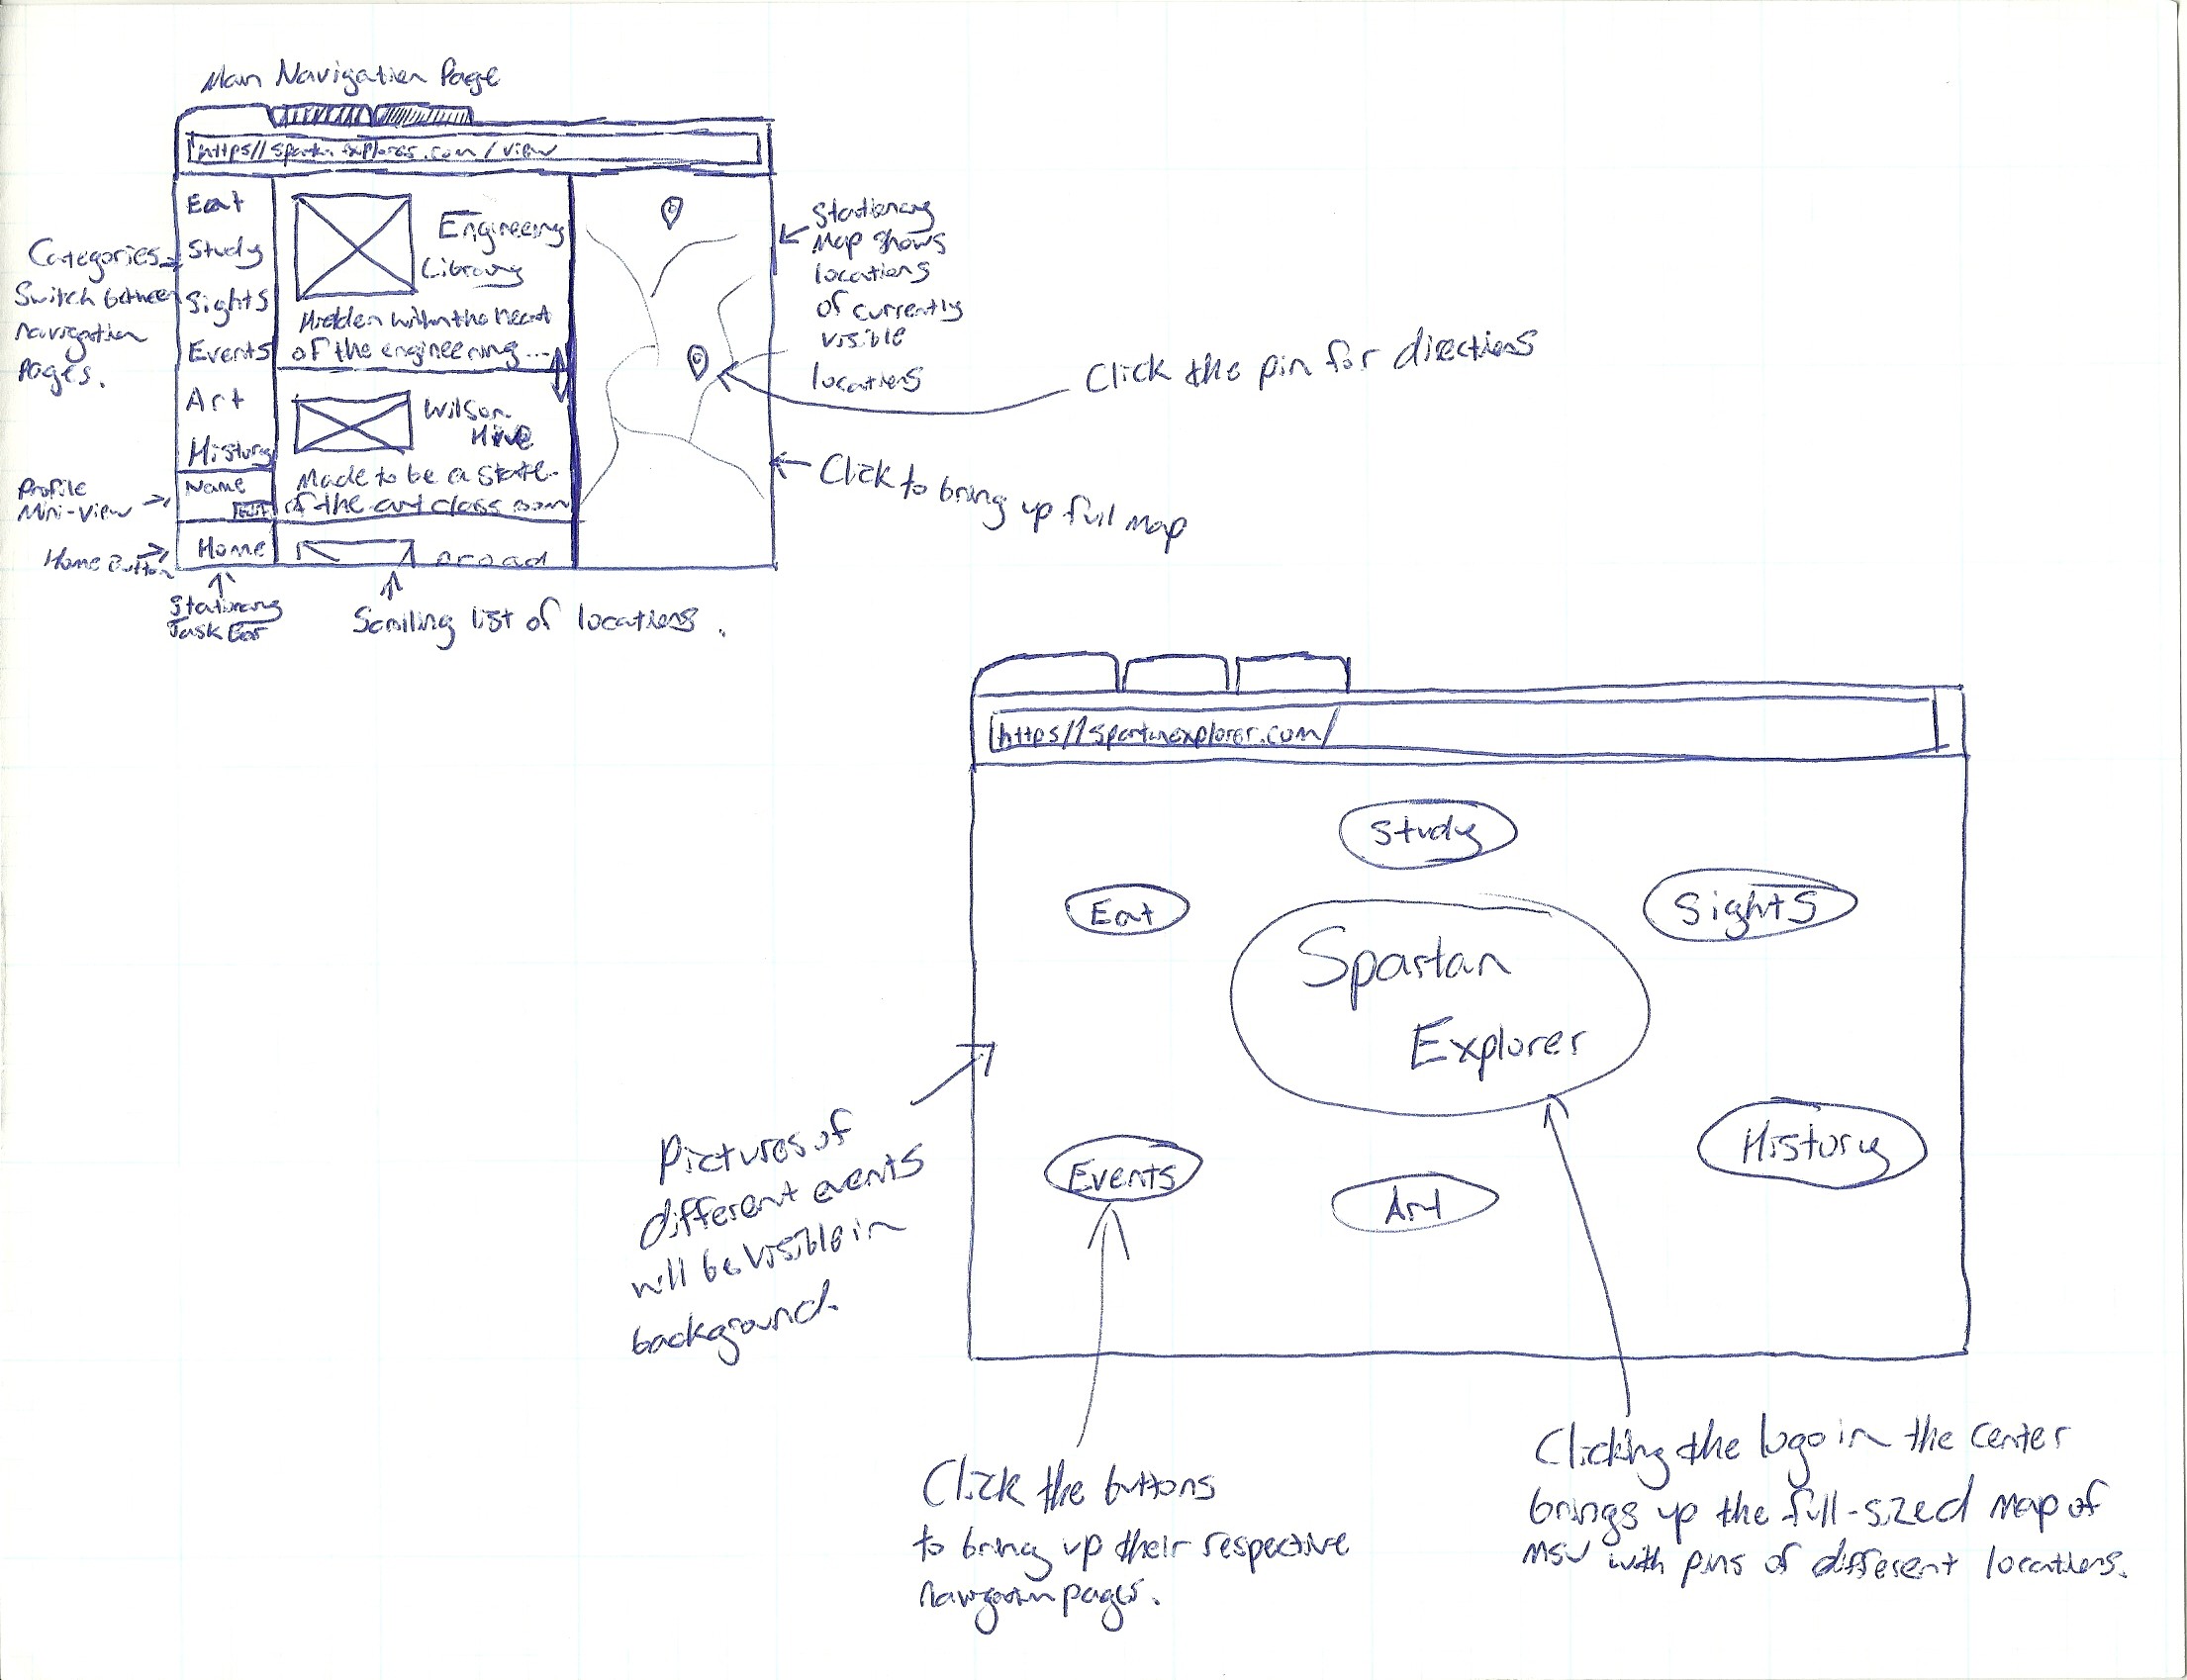 Main Navigation Page
https//spartanexplorer.com/view
Eat
Study
Sights
Events
Art
History
Name
Edit
Home
Engineering
Library
Hidden within the heart
of the engineering...
Wilson
Hive
Made to be a state-
of-the-art classroom
Broad
Categories
Switch between
navigation
Pages.
Profile
Mini-View
Home Button
Stationary
Task Bar
Scrolling list of locations.
Stationary
Map shows
locations
of currently
visible
locations
Click the pin for directions
Click to bring up full map
https//spartanexplorer.com/
Study
Eat
Sights
Spartan
Explorer
Events
Art
History
Pictures of
different events
will be visible in
background.
Click the buttons
to bring up their respective
navigation pages.
Clicking the logo in the center
brings up the full-sized map of
MSU with pins of different locations.